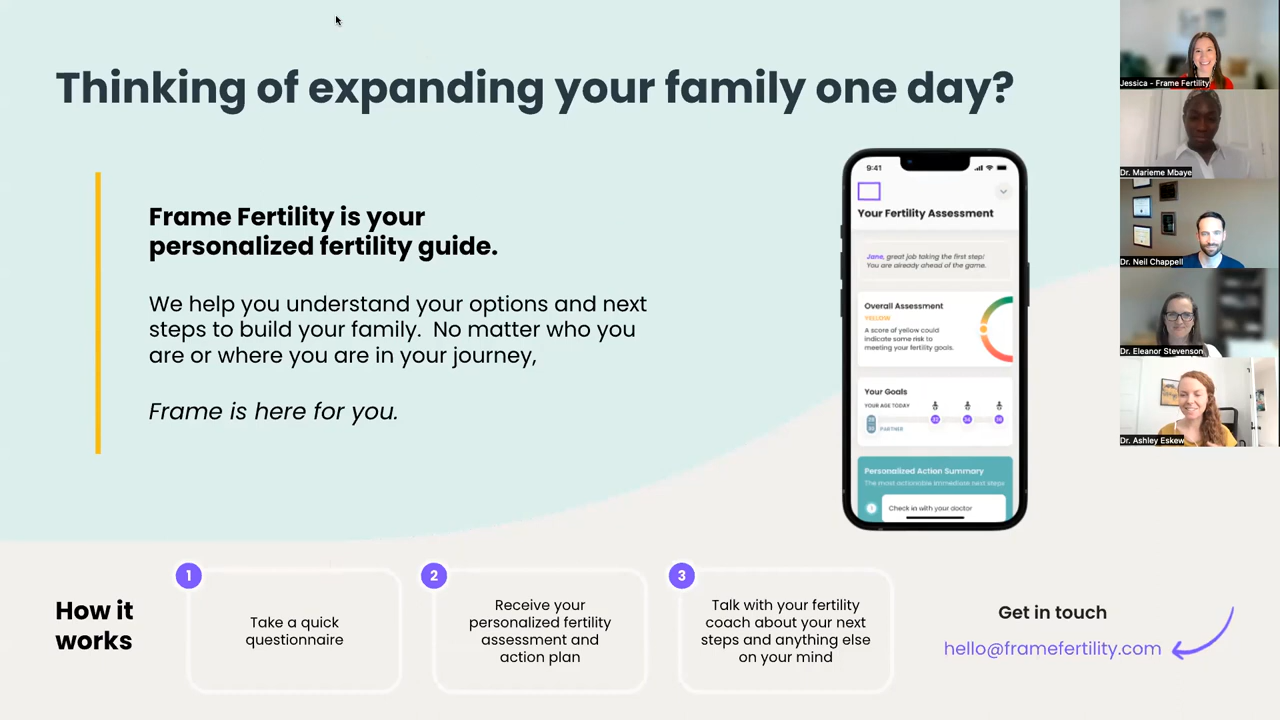 Thinking of expanding your family one day?
Frame Fertility is your
personalized fertility guide.
We help you understand your options and next
steps to build your family.  No matter who you
are or where you are in your journey,
Frame is here for you.
9:41
Your Fertility Assessment
Jane, great job taking the first step!
You are already ahead of the game.
Overall Assessment
YELLOW
A score of yellow could
indicate some risk to
meeting your fertility goals.
Your Goals
YOUR AGE TODAY
PARTNER
Personalized Action Summary
The most actionable immediate next steps
Check in with your doctor
How it
works
1
Take a quick
questionnaire
2
Receive your
personalized fertility
assessment and
action plan
3
Talk with your fertility
coach about your next
steps and anything else
on your mind
Get in touch
hello@framefertility.com
Jessica - Frame Fertility
Dr. Marieme Mbaye
Dr. Neil Chappell
Dr. Eleanor Stevenson
Dr. Ashley Eskew